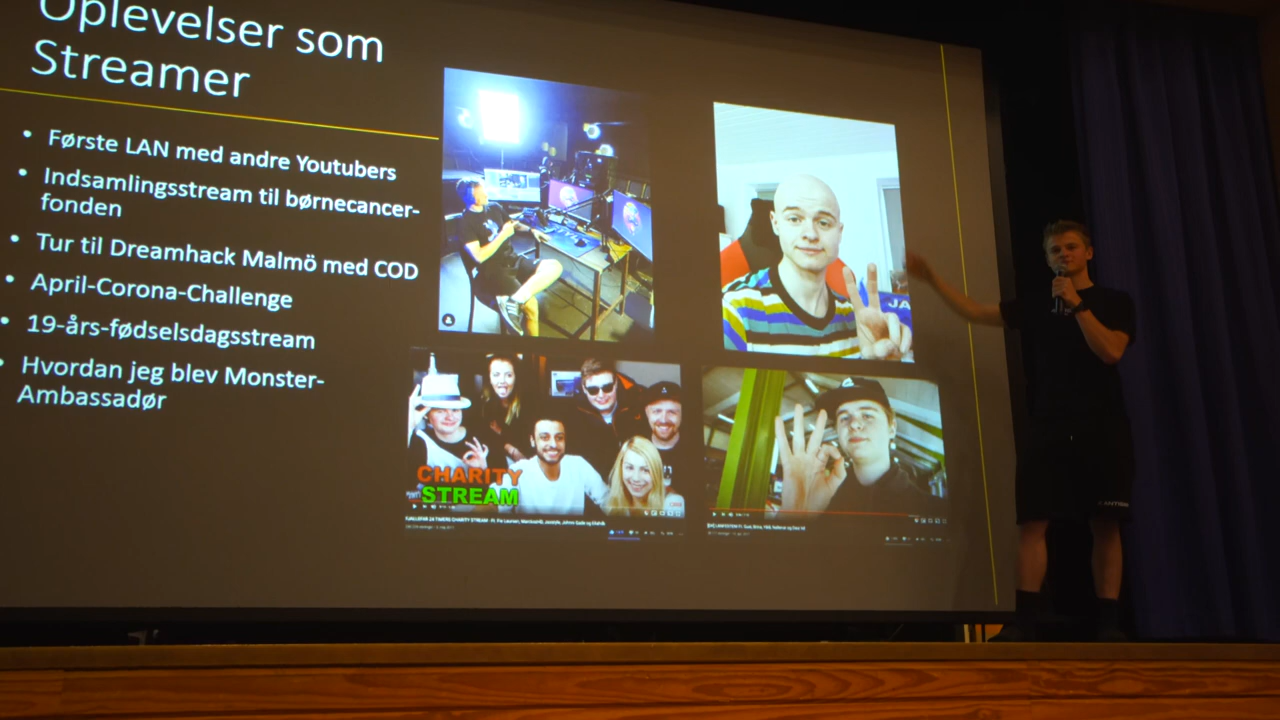 Oplevelser som
Streamer
• Første LAN med andre Youtubers
• Indsamlingsstream til børnecancer-
fonden
• Tur til Dreamhack Malmö med COD
• April-Corona-Challenge
• 19-års-fødselsdagsstream
• Hvordan jeg blev Monster-
Ambassadør
JA
CHARITY
STREAM